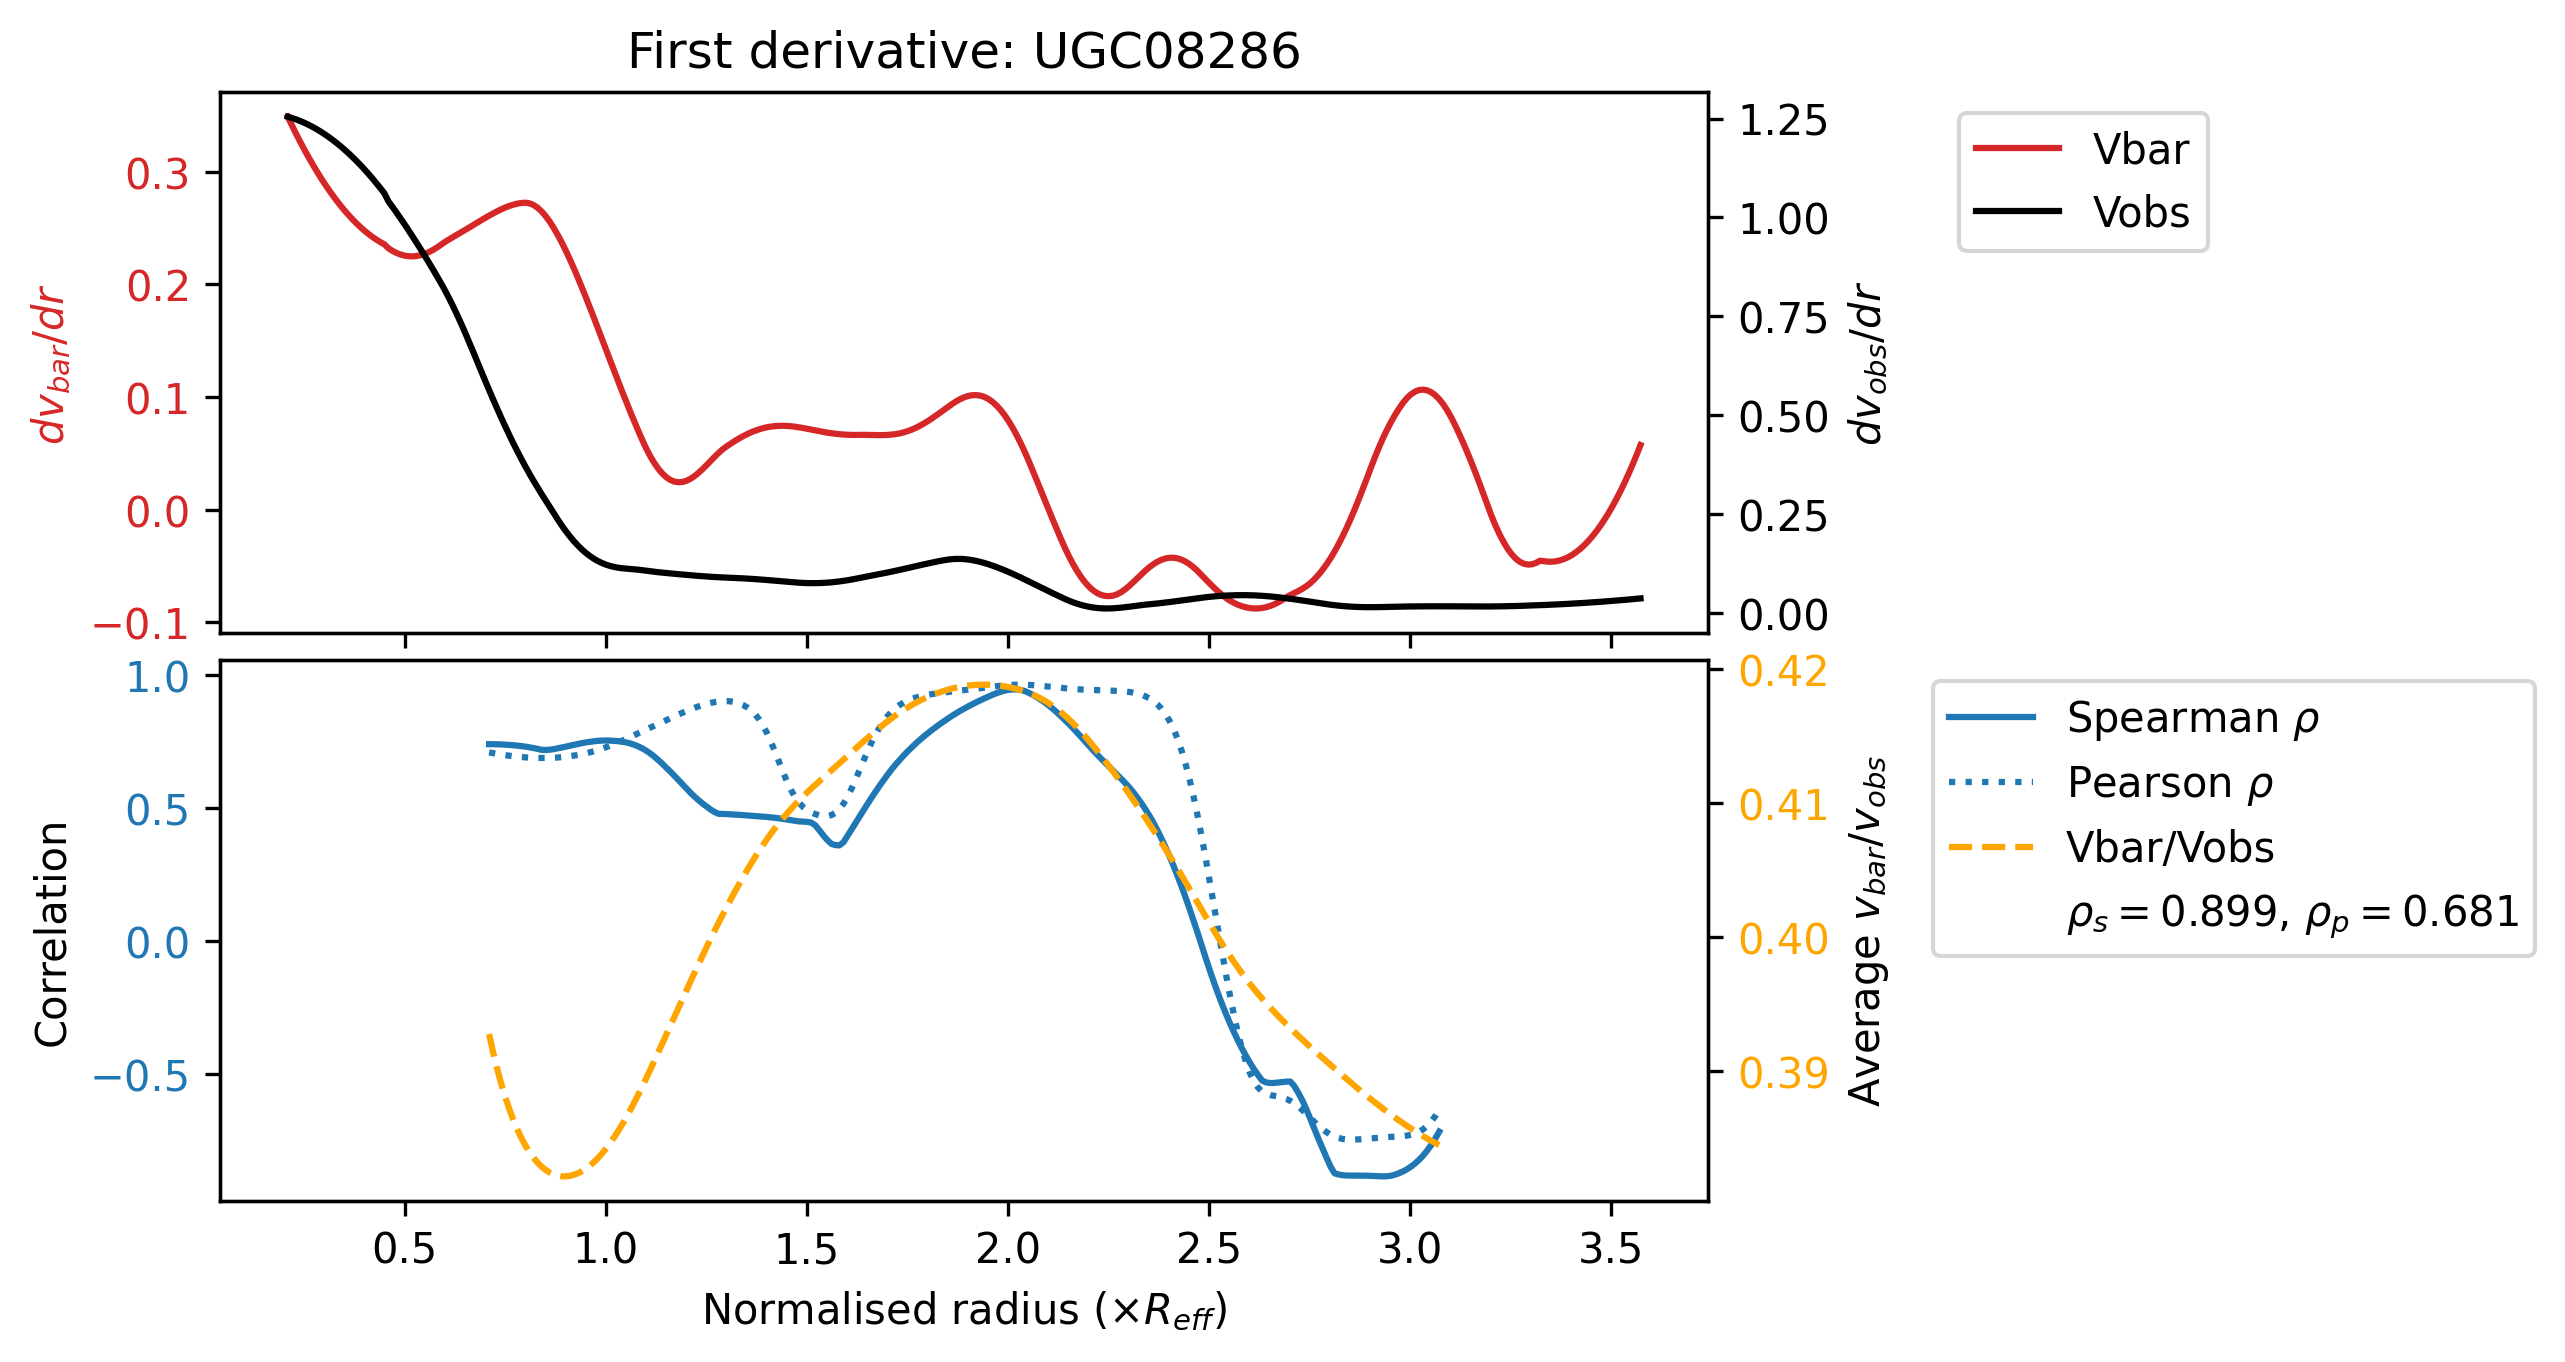 First derivative: UGC08286
0.3
0.2
0.1
0.0
−0.1
dv_bar/dr
1.25
1.00
0.75
0.50
0.25
0.00
dv_obs/dr
Vbar
Vobs
1.0
0.5
0.0
−0.5
Correlation
0.42
0.41
0.40
0.39
Average v_bar/v_obs
Spearman ρ
Pearson ρ
Vbar/Vobs
ρ_s = 0.899, ρ_p = 0.681
0.5 1.0 1.5 2.0 2.5 3.0 3.5
Normalised radius (×R_eff)